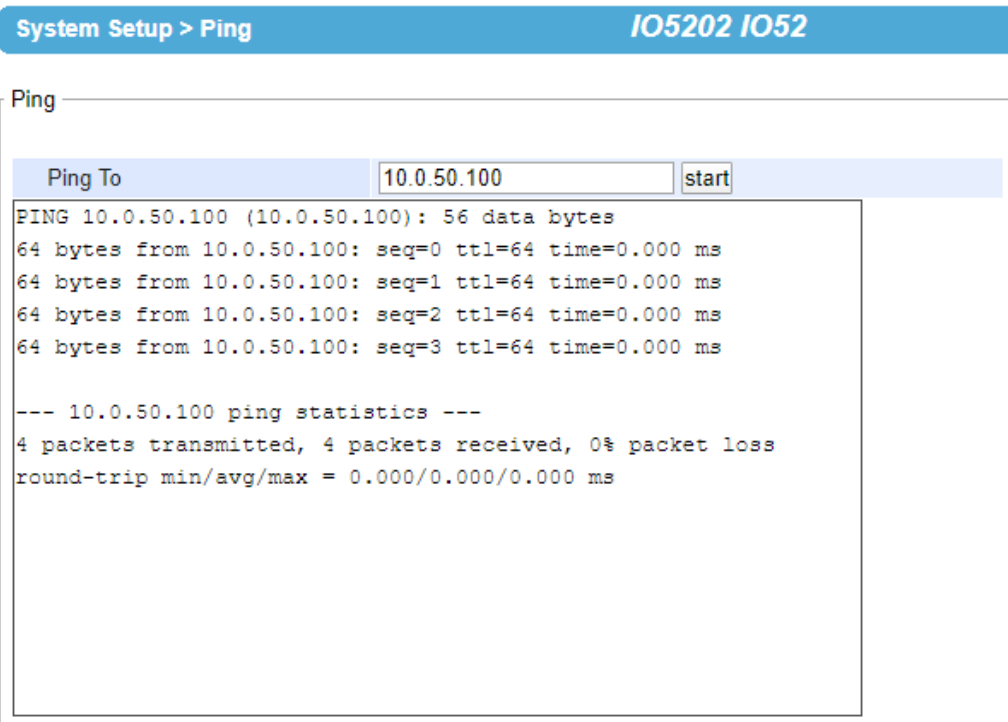 System Setup > Ping
IO5202 IO52
Ping
Ping To
10.0.50.100
start
PING 10.0.50.100 (10.0.50.100): 56 data bytes
64 bytes from 10.0.50.100: seq=0 ttl=64 time=0.000 ms
64 bytes from 10.0.50.100: seq=1 ttl=64 time=0.000 ms
64 bytes from 10.0.50.100: seq=2 ttl=64 time=0.000 ms
64 bytes from 10.0.50.100: seq=3 ttl=64 time=0.000 ms
--- 10.0.50.100 ping statistics ---
4 packets transmitted, 4 packets received, 0% packet loss
round-trip min/avg/max = 0.000/0.000/0.000 ms